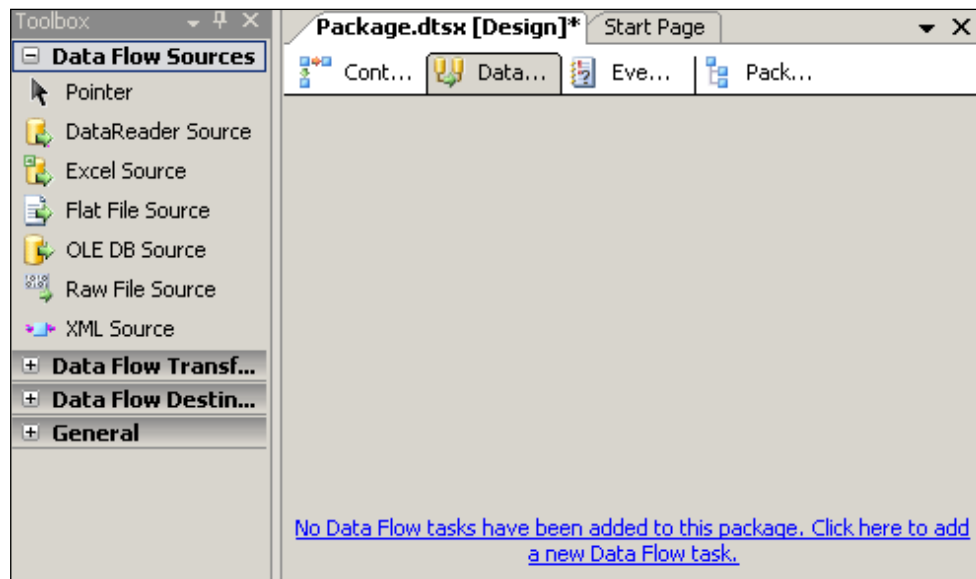 Toolbox
Data Flow Sources
Pointer
DataReader Source
Excel Source
Flat File Source
OLE DB Source
Raw File Source
XML Source
Data Flow Transf...
Data Flow Destin...
General
Package.dtsx [Design]* Start Page
Cont... Data... Eve... Pack...
No Data Flow tasks have been added to this package. Click here to add
a new Data Flow task.